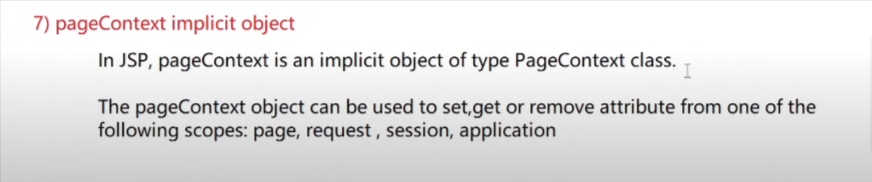 7) pageContext implicit object
In JSP, pageContext is an implicit object of type PageContext class.
The pageContext object can be used to set,get or remove attribute from one of the
following scopes: page, request , session, application